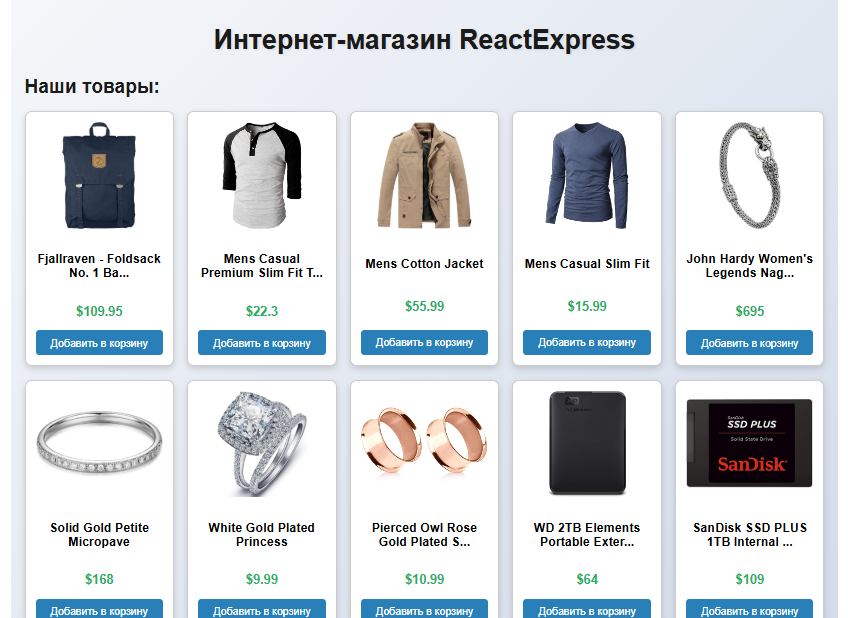 Интернет-магазин ReactExpress
Наши товары:
Fjallraven - Foldsack
No. 1 Ba...
$109.95
Добавить в корзину
Mens Casual
Premium Slim Fit T...
$22.3
Добавить в корзину
Mens Cotton Jacket
$55.99
Добавить в корзину
Mens Casual Slim Fit
$15.99
Добавить в корзину
John Hardy Women's
Legends Nag...
$695
Добавить в корзину
Solid Gold Petite
Micropave
$168
Добавить в корзину
White Gold Plated
Princess
$9.99
Добавить в корзину
Pierced Owl Rose
Gold Plated S...
$10.99
Добавить в корзину
WD 2TB Elements
Portable Exter...
$64
Добавить в корзину
SanDisk
SSD PLUS
Solid State Drive
SanDisk
SanDisk SSD PLUS
1TB Internal ...
$109
Добавить в корзину